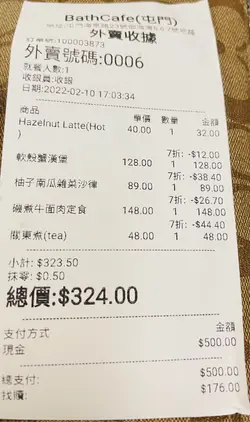 BathCafe(屯門)
外賣收據
訂單號:100003873
外賣號碼:0006
就餐人數:1
收銀員:收銀
日期:2022-02-10 17:03:34
商品 單價 數量 金額
Hazelnut Latte(Hot 40.00 1 32.00
)
7折: -$12.00
軟殼蟹漢堡 128.00 1 128.00
7折: -$38.40
柚子南瓜雜菜沙律 89.00 1 89.00
7折: -$26.70
磯煮牛面肉定食 148.00 1 148.00
7折: -$44.40
關東煮(tea) 48.00 1 48.00
小計: $323.50
抹零: $0.50
總價:$324.00
支付方式 金額
現金 $500.00
總支付: $500.00
找贖: $176.00